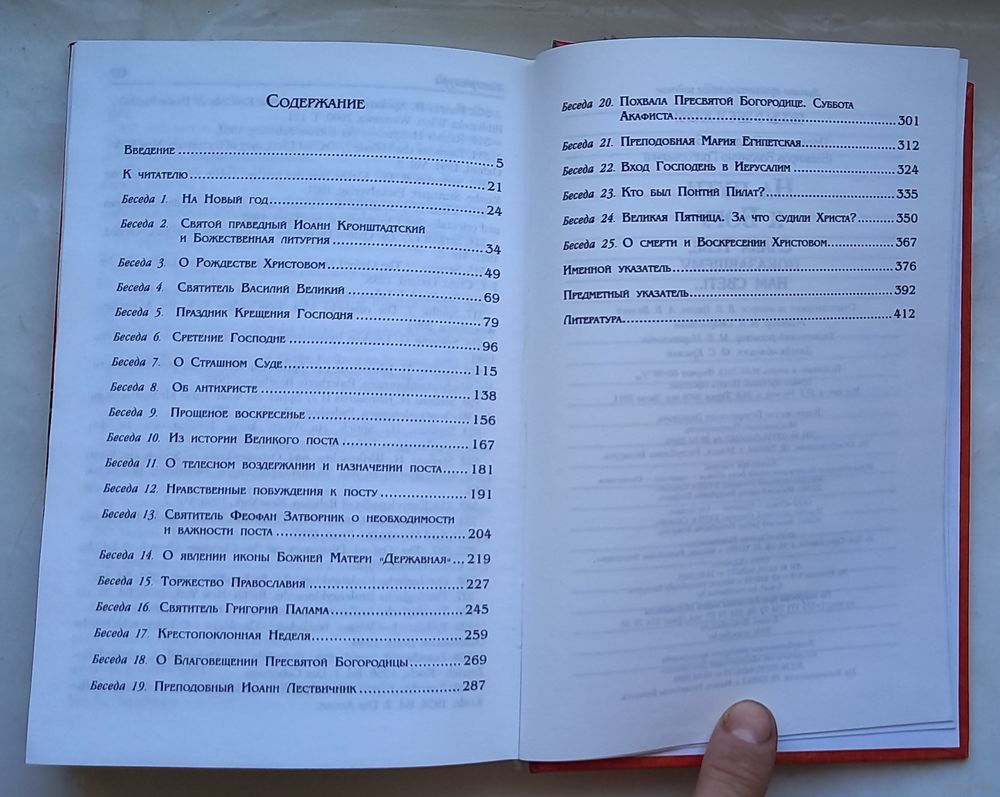 Содержание
Введение 5
К читателю 21
Беседа 1. На Новый год 24
Беседа 2. Святой праведный Иоанн Кронштадтский
и Божественная литургия 34
Беседа 3. О Рождестве Христовом 49
Беседа 4. Святитель Василий Великий 69
Беседа 5. Праздник Крещения Господня 79
Беседа 6. Сретение Господне 96
Беседа 7. О Страшном Суде 115
Беседа 8. Об антихристе 138
Беседа 9. Прощеное воскресенье 156
Беседа 10. Из истории Великого поста 167
Беседа 11. О телесном воздержании и назначении поста 181
Беседа 12. Нравственные побуждения к посту 191
Беседа 13. Святитель Феофан Затворник о необходимости
и важности поста 204
Беседа 14. О явлении иконы Божией Матери «Державная» 219
Беседа 15. Торжество Православия 227
Беседа 16. Святитель Григорий Палама 245
Беседа 17. Крестопоклонная Неделя 259
Беседа 18. О Благовещении Пресвятой Богородицы 269
Беседа 19. Преподобный Иоанн Лествичник 287
Беседа 20. Похвала Пресвятой Богородице. Суббота
Акафиста 301
Беседа 21. Преподобная Мария Египетская 312
Беседа 22. Вход Господень в Иерусалим 324
Беседа 23. Кто был Понтий Пилат? 335
Беседа 24. Великая Пятница. За что судили Христа? 350
Беседа 25. О смерти и Воскресении Христовом 367
Именной указатель 376
Предметный указатель 392
Литература 412